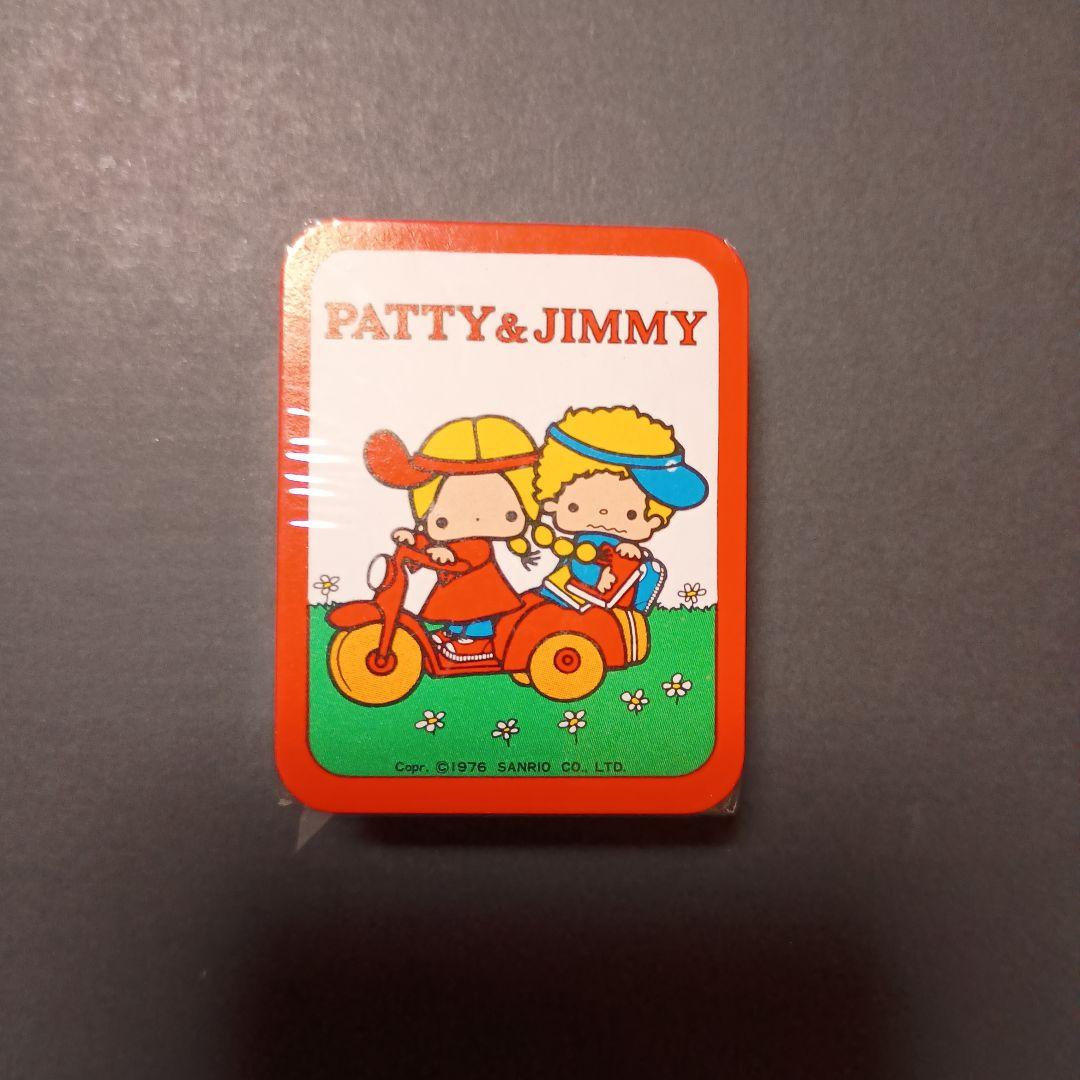 PATTY & JIMMY
Copr. ©1976 SANRIO CO., LTD.